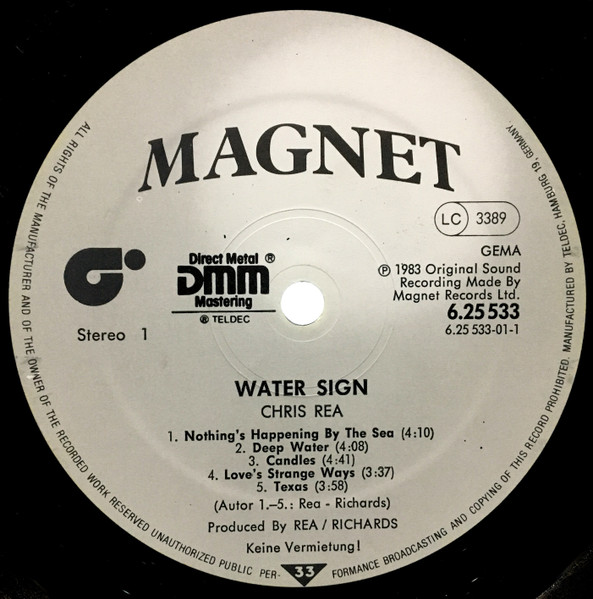 MAGNET
LC 3389
GEMA
Ⓟ 1983 Original Sound
Recording Made By
Magnet Records Ltd.
6.25 533
6.25 533-01-1
Direct Metal ®
DMM
Mastering
® TELDEC
Stereo 1
WATER SIGN
CHRIS REA
1. Nothing's Happening By The Sea (4:10)
2. Deep Water (4:08)
3. Candles (4:41)
4. Love's Strange Ways (3:37)
5. Texas (3:58)
(Autor 1.–5.: Rea - Richards)
Produced By REA / RICHARDS
Keine Vermietung!
33
ALL RIGHTS OF THE MANUFACTURER AND OF THE OWNER OF THE RECORDED WORK RESERVED UNAUTHORIZED PUBLIC PER- FORMANCE BROADCASTING AND COPYING OF THIS RECORD PROHIBITED. MANUFACTURED BY TELDEC, HAMBURG 19, GERMANY.